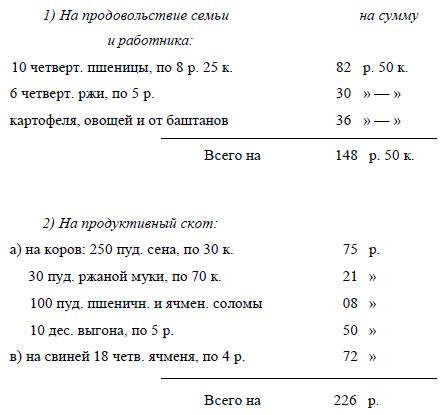 1) На продовольствие семьи на сумму
и работника:
10 четверт. пшеницы, по 8 р. 25 к. 82 р. 50 к.
6 четверт. ржи, по 5 р. 30 » — »
картофеля, овощей и от баштанов 36 » — »
Всего на 148 р. 50 к.
2) На продуктивный скот:
а) на коров: 250 пуд. сена, по 30 к. 75 р.
30 пуд. ржаной муки, по 70 к. 21 »
100 пуд. пшеничн. и ячмен. соломы 08 »
10 дес. выгона, по 5 р. 50 »
в) на свиней 18 четв. ячменя, по 4 р. 72 »
Всего на 226 р.